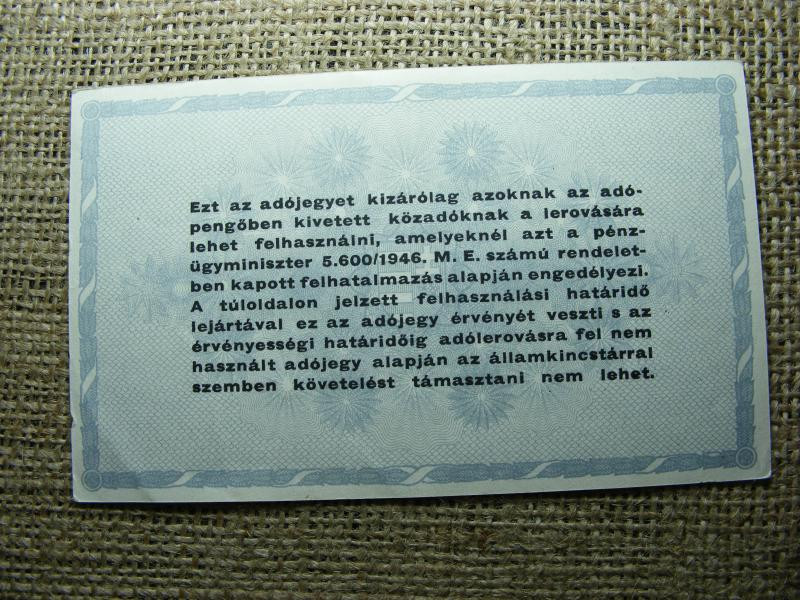 Ezt az adójegyet kizárólag azoknak az adó-
pengőben kivetett közadóknak a lerovására
lehet felhasználni, amelyeknél azt a pénz-
ügyminiszter 5.600/1946. M. E. számú rendelet-
ben kapott felhatalmazás alapján engedélyezi.
A túloldalon jelzett felhasználási határidő
lejártával ez az adójegy érvényét veszti s az
érvényességi határidőig adólerovásra fel nem
használt adójegy alapján az államkincstárral
szemben követelést támasztani nem lehet.